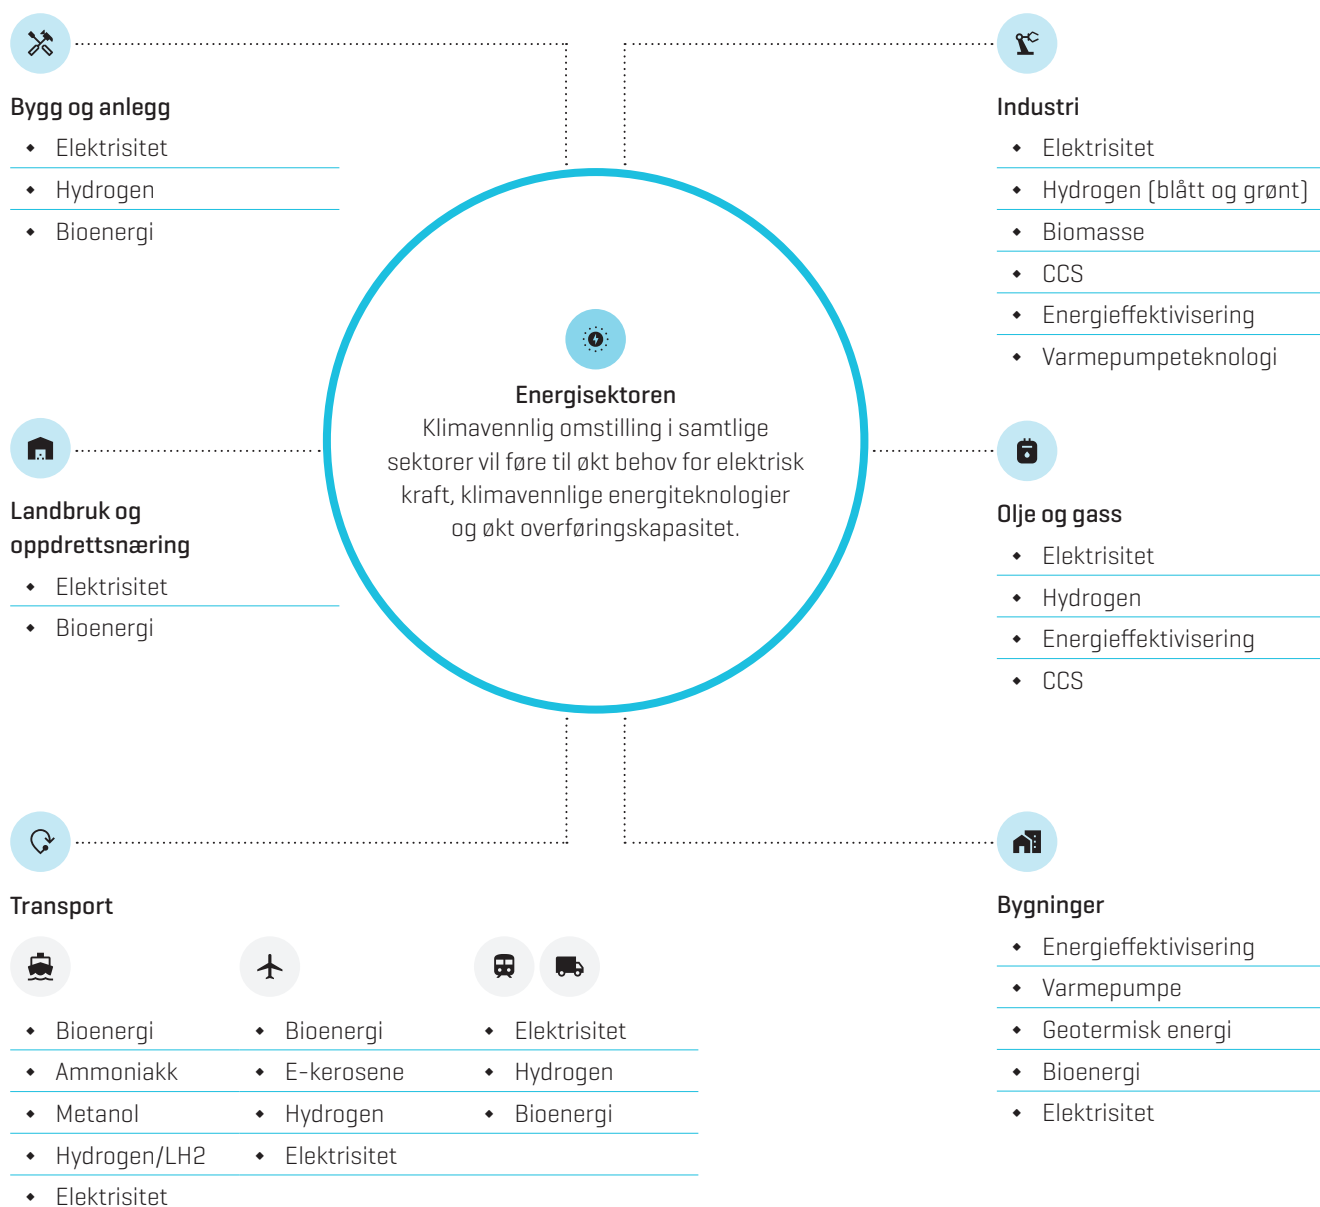 Bygg og anlegg
Elektrisitet
Hydrogen
Bioenergi
Industri
Elektrisitet
Hydrogen (blått og grønt)
Biomasse
CCS
Energieffektivisering
Varmepumpeteknologi
Energisektoren
Klimavennlig omstilling i samtlige
sektorer vil føre til økt behov for elektrisk
kraft, klimavennlige energiteknologier
og økt overføringskapasitet.
Landbruk og
oppdrettsnæring
Elektrisitet
Bioenergi
Olje og gass
Elektrisitet
Hydrogen
Energieffektivisering
CCS
Transport
Bioenergi
Ammoniakk
Metanol
Hydrogen/LH2
Elektrisitet
Bioenergi
E-kerosene
Hydrogen
Elektrisitet
Elektrisitet
Hydrogen
Bioenergi
Bygninger
Energieffektivisering
Varmepumpe
Geotermisk energi
Bioenergi
Elektrisitet